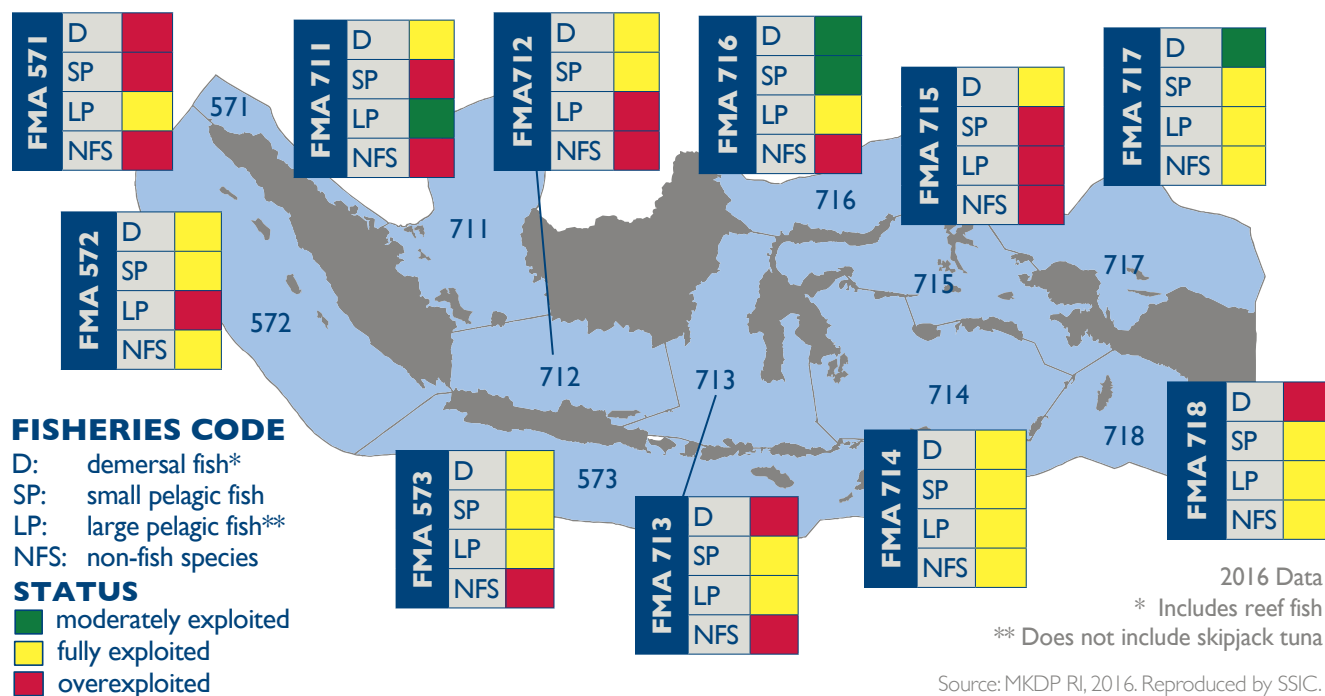 FMA 571
D
SP
LP
NFS
FMA 711
D
SP
LP
NFS
FMA712
D
SP
LP
NFS
FMA 716
D
SP
LP
NFS
FMA 715
D
SP
LP
NFS
FMA 717
D
SP
LP
NFS
FMA 572
D
SP
LP
NFS
571
711
716
717
715
572
712
713
714
718
573
FMA 573
D
SP
LP
NFS
FMA 713
D
SP
LP
NFS
FMA 714
D
SP
LP
NFS
FMA 718
D
SP
LP
NFS
FISHERIES CODE
D: demersal fish*
SP: small pelagic fish
LP: large pelagic fish**
NFS: non-fish species
STATUS
moderately exploited
fully exploited
overexploited
2016 Data
* Includes reef fish
** Does not include skipjack tuna
Source: MKDP RI, 2016. Reproduced by SSIC.